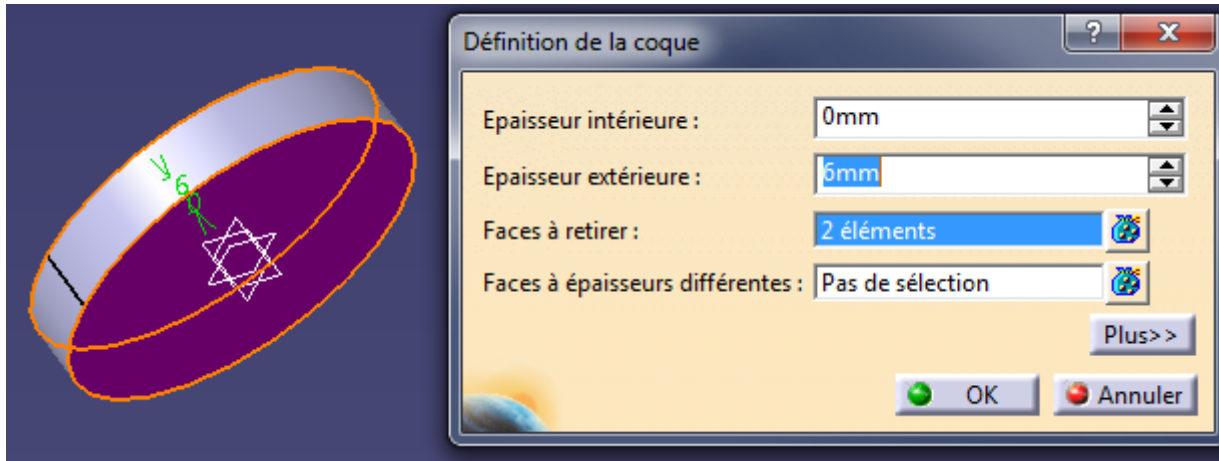 Définition de la coque
?
X
Epaisseur intérieure :
0mm
Epaisseur extérieure :
6mm
Faces à retirer :
2 éléments
Faces à épaisseurs différentes :
Pas de sélection
Plus>>
OK
Annuler
6